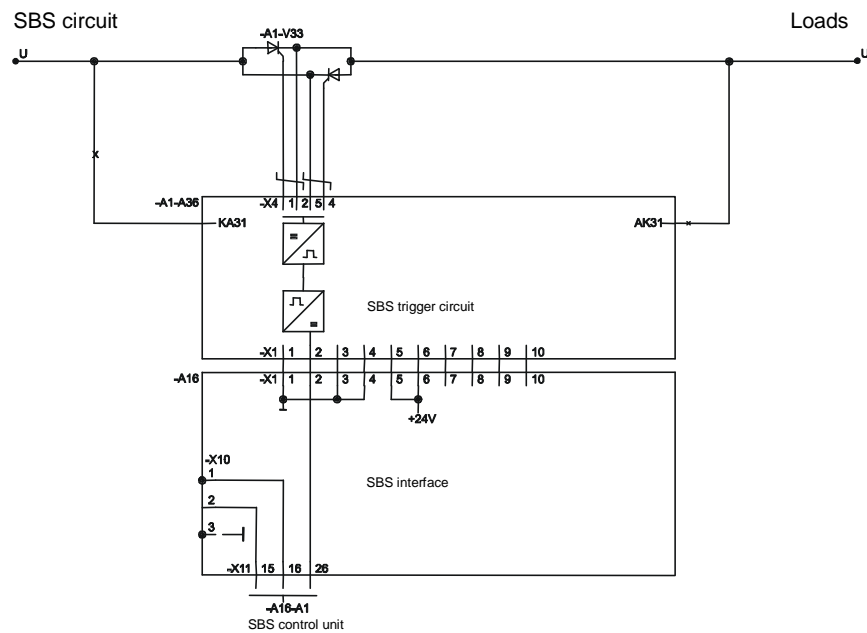 SBS circuit
Loads
-A1-V33
U
U
x
-A1-A36
-X4 1 2 5 4
KA31
AK31
x
SBS trigger circuit
-X1 1 2 3 4 5 6 7 8 9 10
-A16
-X1 1 2 3 4 5 6 7 8 9 10
+24V
-X10
1
SBS interface
2
3
-X11 15 16 26
-A16-A1
SBS control unit